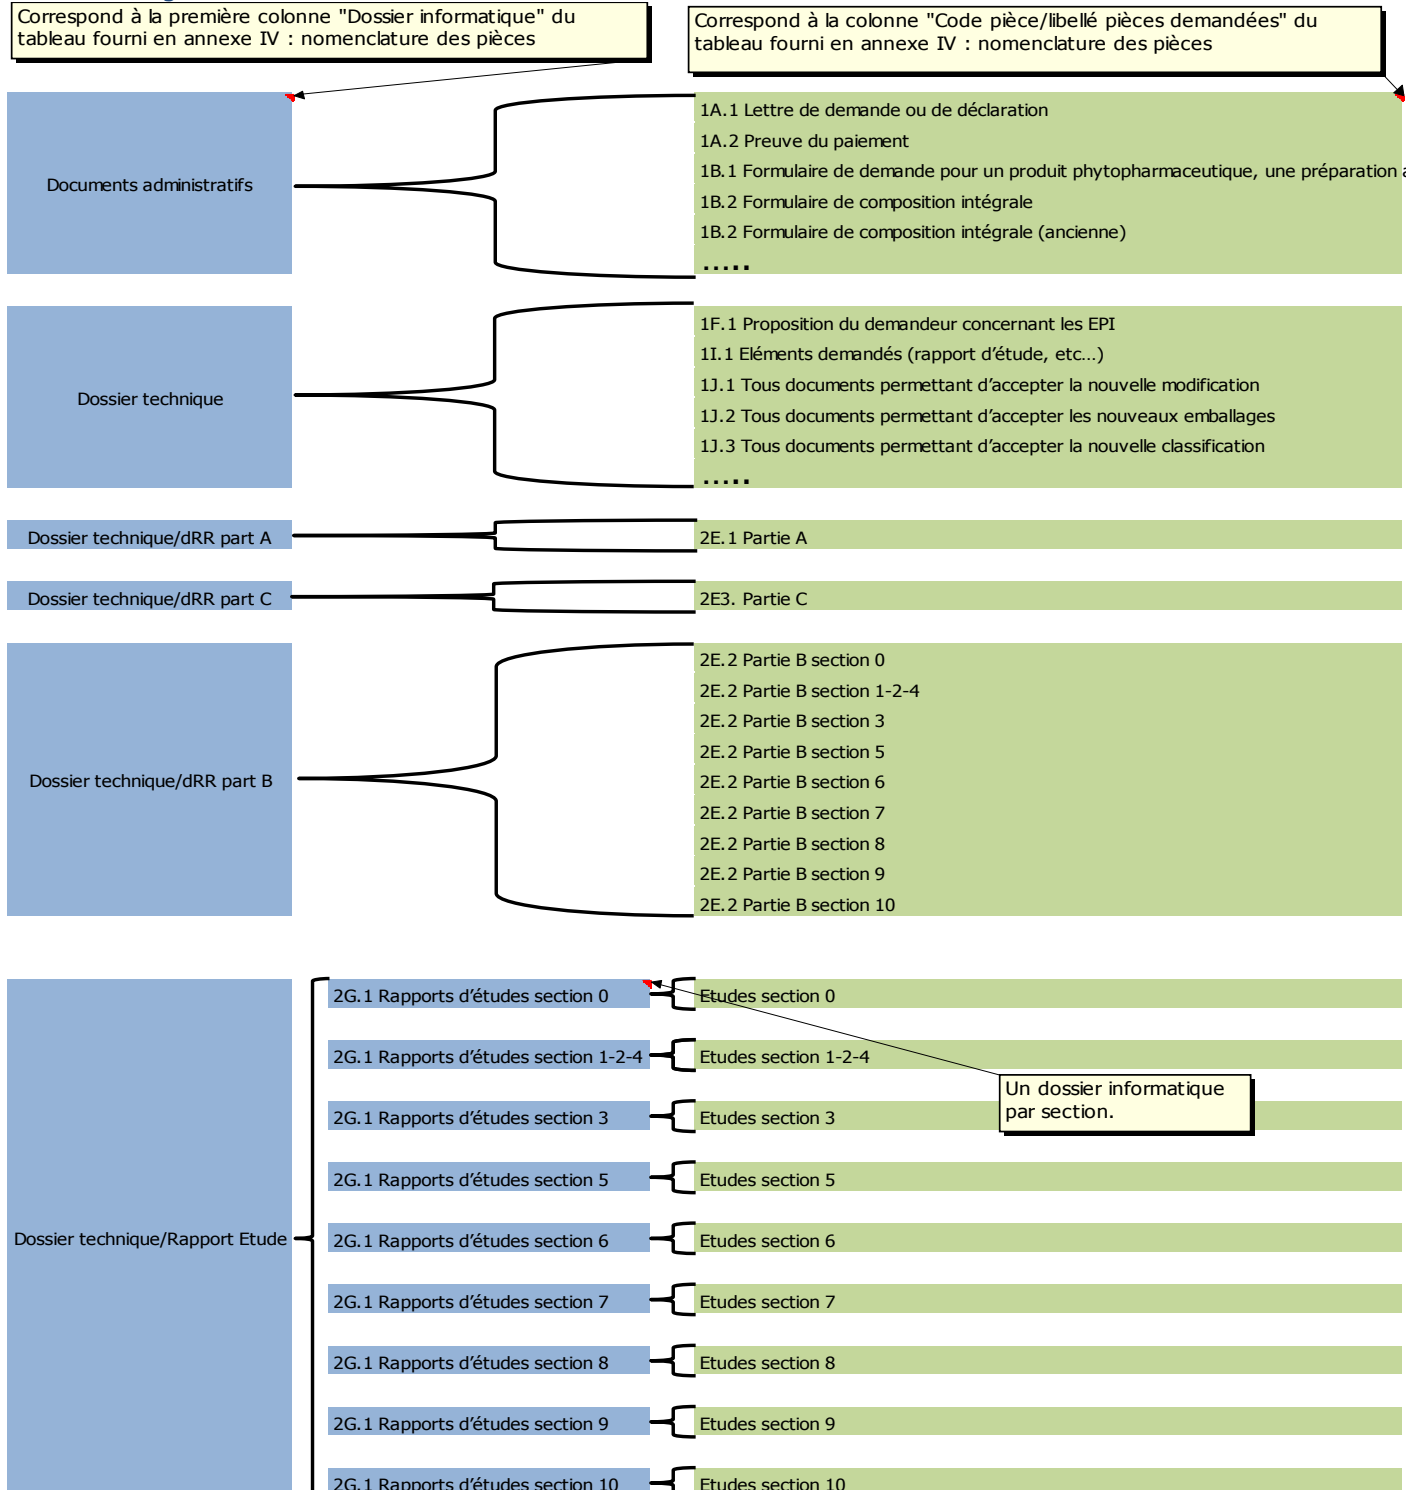 Correspond à la première colonne "Dossier informatique" du
tableau fourni en annexe IV : nomenclature des pièces
Correspond à la colonne "Code pièce/libellé pièces demandées" du
tableau fourni en annexe IV : nomenclature des pièces
Documents administratifs
1A.1 Lettre de demande ou de déclaration
1A.2 Preuve du paiement
1B.1 Formulaire de demande pour un produit phytopharmaceutique, une préparation
1B.2 Formulaire de composition intégrale
1B.2 Formulaire de composition intégrale (ancienne)
.....
Dossier technique
1F.1 Proposition du demandeur concernant les EPI
1I.1 Eléments demandés (rapport d’étude, etc…)
1J.1 Tous documents permettant d’accepter la nouvelle modification
1J.2 Tous documents permettant d’accepter les nouveaux emballages
1J.3 Tous documents permettant d’accepter la nouvelle classification
.....
Dossier technique/dRR part A
2E.1 Partie A
Dossier technique/dRR part C
2E3. Partie C
Dossier technique/dRR part B
2E.2 Partie B section 0
2E.2 Partie B section 1-2-4
2E.2 Partie B section 3
2E.2 Partie B section 5
2E.2 Partie B section 6
2E.2 Partie B section 7
2E.2 Partie B section 8
2E.2 Partie B section 9
2E.2 Partie B section 10
Dossier technique/Rapport Etude
2G.1 Rapports d’études section 0
Etudes section 0
2G.1 Rapports d’études section 1-2-4
Etudes section 1-2-4
Un dossier informatique
par section.
2G.1 Rapports d’études section 3
Etudes section 3
2G.1 Rapports d’études section 5
Etudes section 5
2G.1 Rapports d’études section 6
Etudes section 6
2G.1 Rapports d’études section 7
Etudes section 7
2G.1 Rapports d’études section 8
Etudes section 8
2G.1 Rapports d’études section 9
Etudes section 9
2G.1 Rapports d’études section 10
Etudes section 10